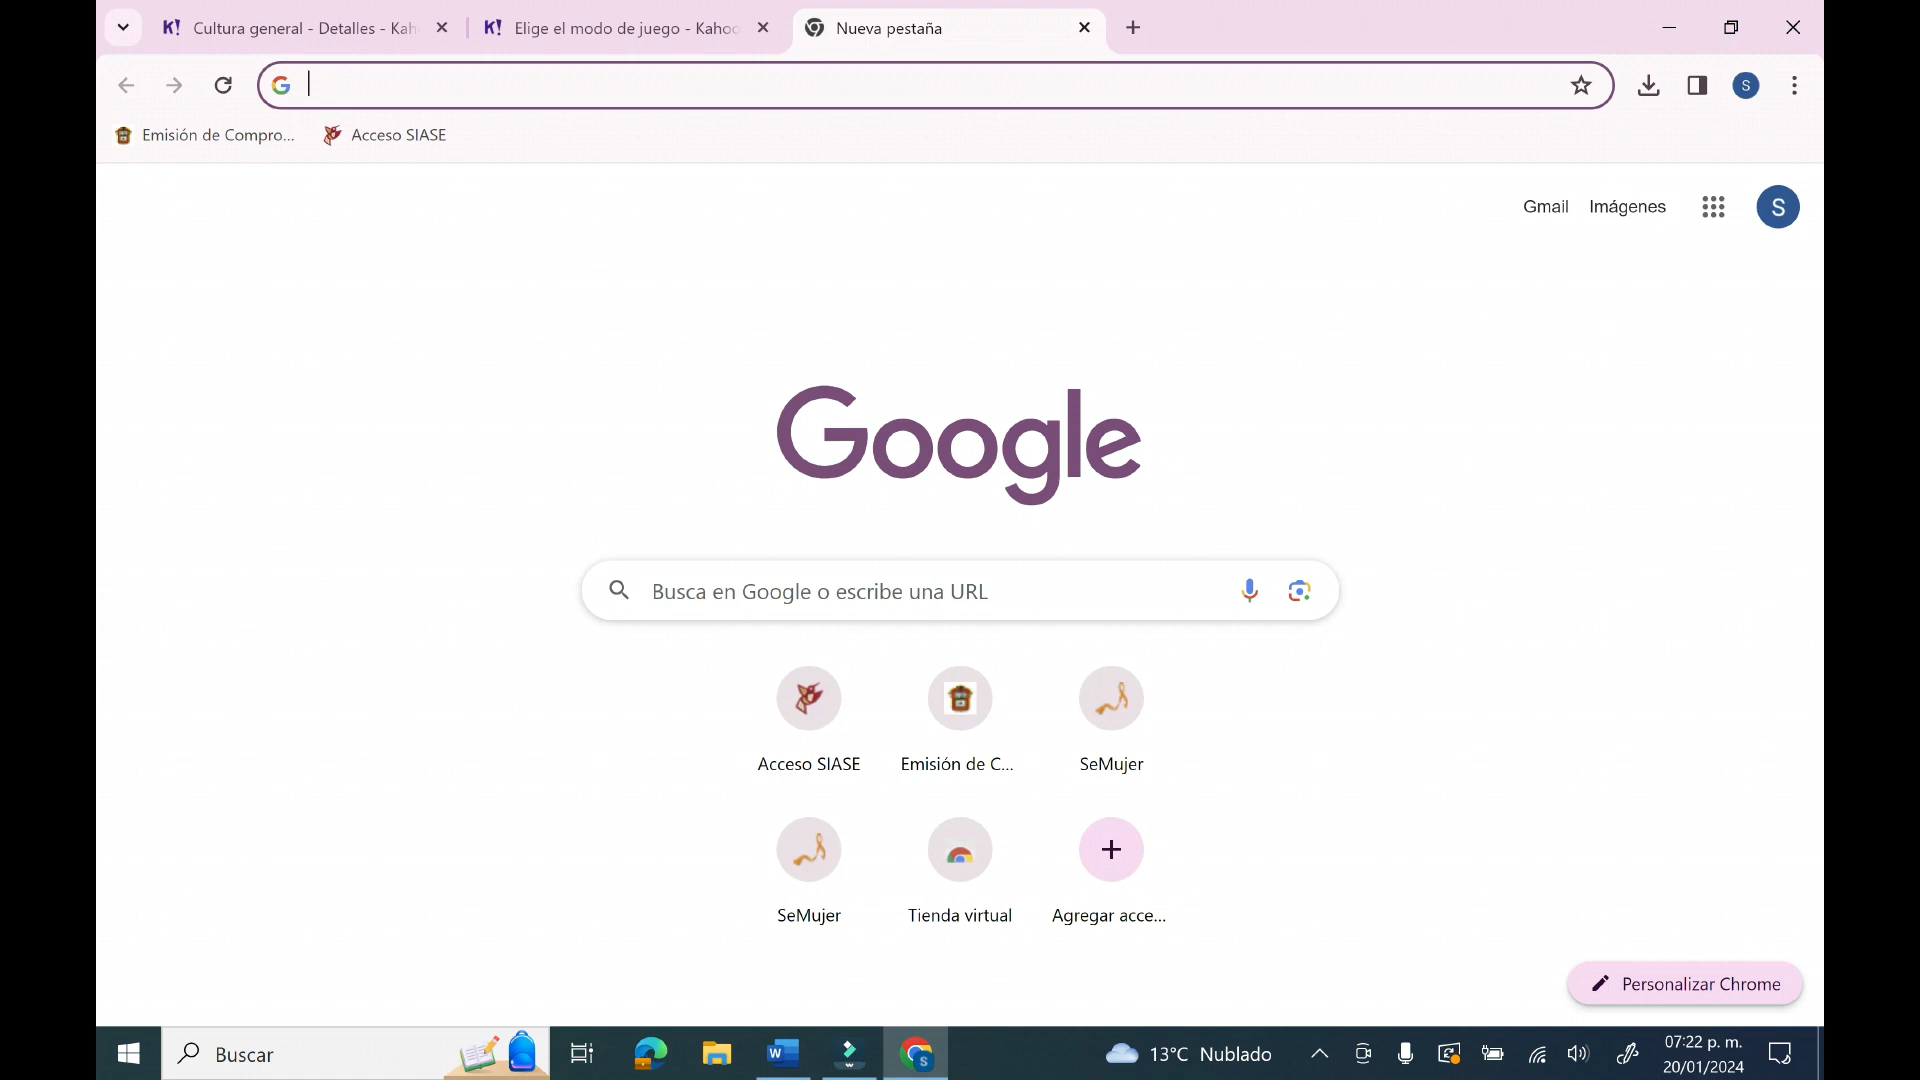 K! Cultura general - Detalles - Kah
K! Elige el modo de juego - Kahoo
Nueva pestaña
S
Emisión de Compro...
Acceso SIASE
Gmail
Imágenes
S
Google
Busca en Google o escribe una URL
Acceso SIASE
Emisión de C...
SeMujer
SeMujer
Tienda virtual
Agregar acce...
Personalizar Chrome
Buscar
W
S
13°C Nublado
07:22 p. m.
20/01/2024